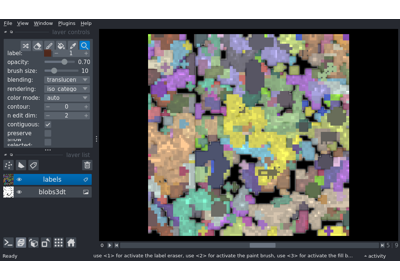 File View Window Plugins Help
layer controls
label: 1
opacity: 0.70
brush size: 10
blending: translucen
rendering: iso_catego
color mode: auto
contour: 0
n edit dim: 2
contiguous:
preserve
selected:
layer list
labels
blobs3dt
Ready
use <1> for activate the label eraser, use <2> for activate the paint brush, use <3> for activate the fill b...
activity